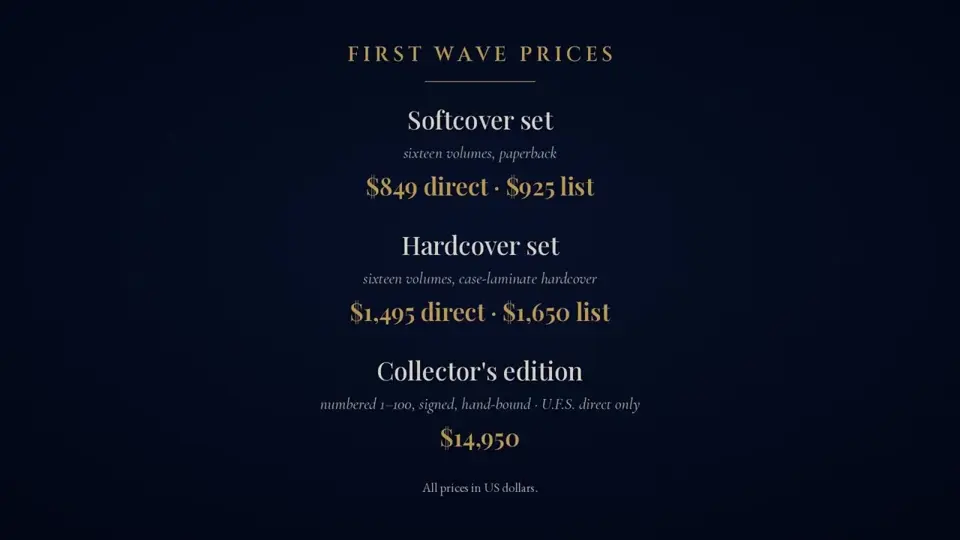 FIRST WAVE PRICES
Softcover set
sixteen volumes, paperback
$849 direct · $925 list
Hardcover set
sixteen volumes, case-laminate hardcover
$1,495 direct · $1,650 list
Collector's edition
numbered 1–100, signed, hand-bound · U.F.S. direct only
$14,950
All prices in US dollars.